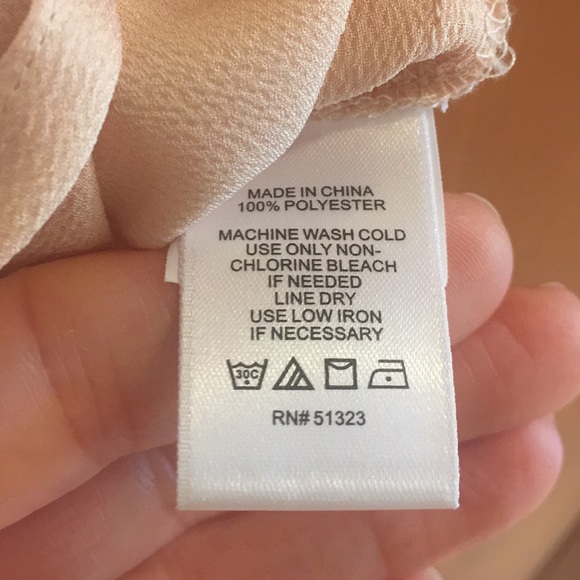 MADE IN CHINA
100% POLYESTER
MACHINE WASH COLD
USE ONLY NON-
CHLORINE BLEACH
IF NEEDED
LINE DRY
USE LOW IRON
IF NECESSARY
30C
RN# 51323